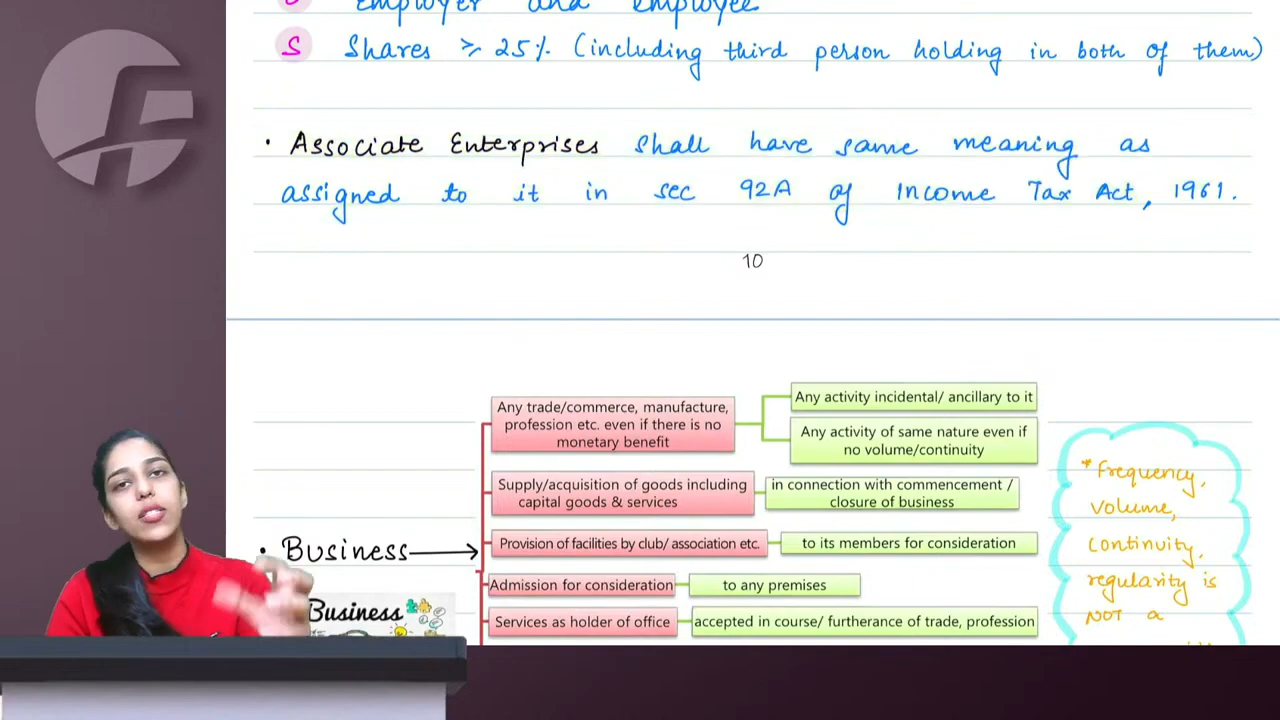 Employer and employee
S Shares ⩾ 25% (including third person holding in both of them)
• Associate Enterprises shall have same meaning as
assigned to it in sec 92A of Income Tax Act, 1961.
10
Any trade/commerce, manufacture,
profession etc. even if there is no
monetary benefit
Any activity incidental/ ancillary to it
Any activity of same nature even if
no volume/continuity
Supply/acquisition of goods including
capital goods & services
in connection with commencement /
closure of business
• Business
Provision of facilities by club/ association etc.
to its members for consideration
Admission for consideration
to any premises
Services as holder of office
accepted in course/ furtherance of trade, profession
Business
*Frequency,
volume,
continuity,
regularity is
NOT a